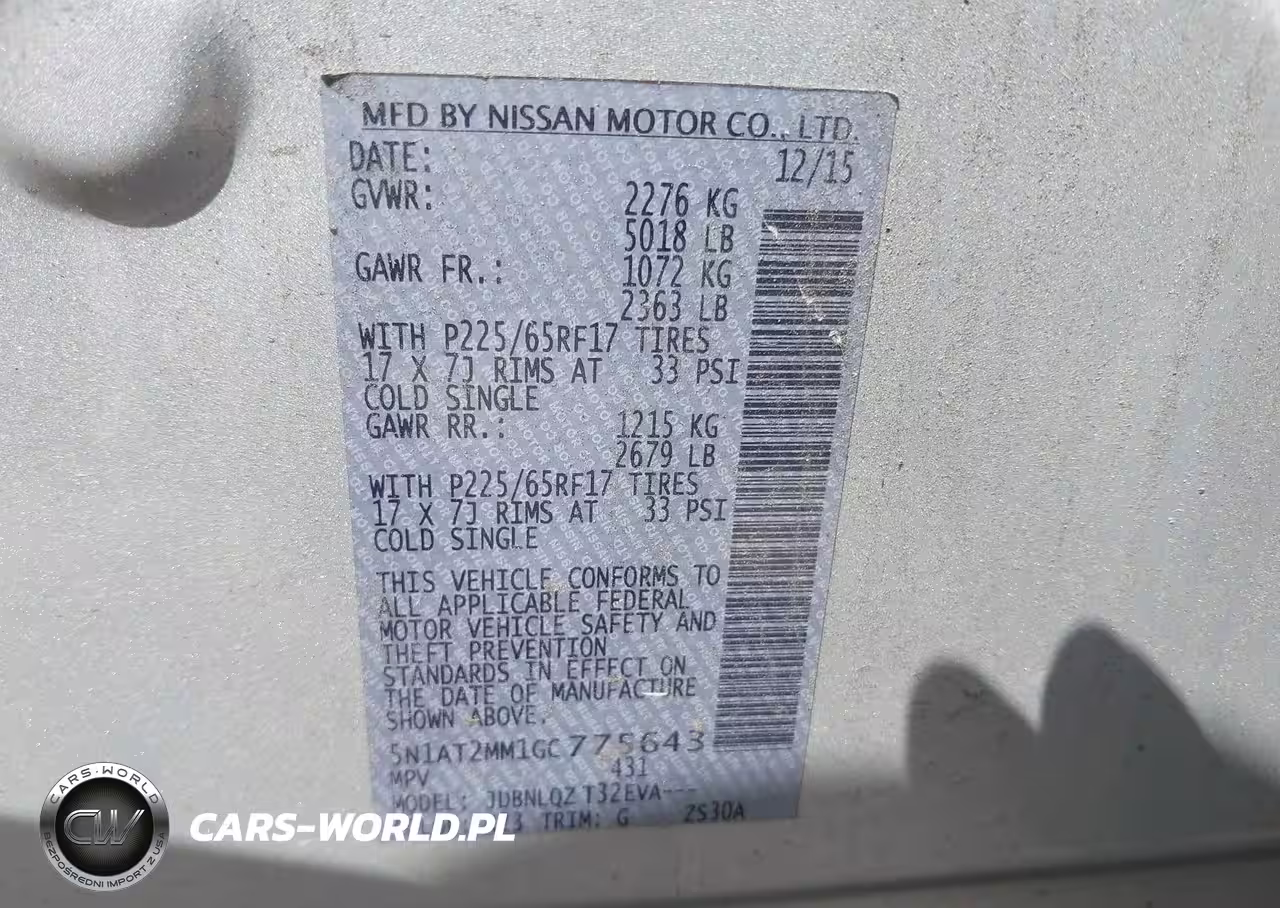 MFD BY NISSAN MOTOR CO., LTD.
DATE: 12/15
GVWR: 2276 KG
5018 LB
GAWR FR.: 1072 KG
2363 LB
WITH P225/65RF17 TIRES
17 X 7J RIMS AT 33 PSI
COLD SINGLE
GAWR RR.: 1215 KG
2679 LB
WITH P225/65RF17 TIRES
17 X 7J RIMS AT 33 PSI
COLD SINGLE
THIS VEHICLE CONFORMS TO
ALL APPLICABLE FEDERAL
MOTOR VEHICLE SAFETY AND
THEFT PREVENTION
STANDARDS IN EFFECT ON
THE DATE OF MANUFACTURE
SHOWN ABOVE.
5N1AT2MM1GC775643
MPV 431
MODEL: JDBNLQZ T32EVA---
3 TRIM: G ZS30A
CARS-WORLD
CW
BEZPOŚREDNI IMPORT Z USA
CARS-WORLD.PL